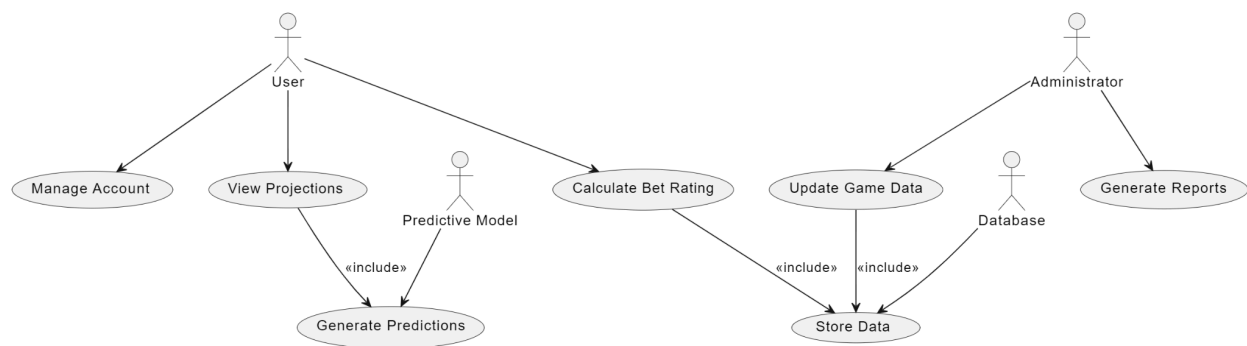 User
Administrator
Manage Account
View Projections
Predictive Model
Calculate Bet Rating
Update Game Data
Database
Generate Reports
«include»
«include»
«include»
Generate Predictions
Store Data